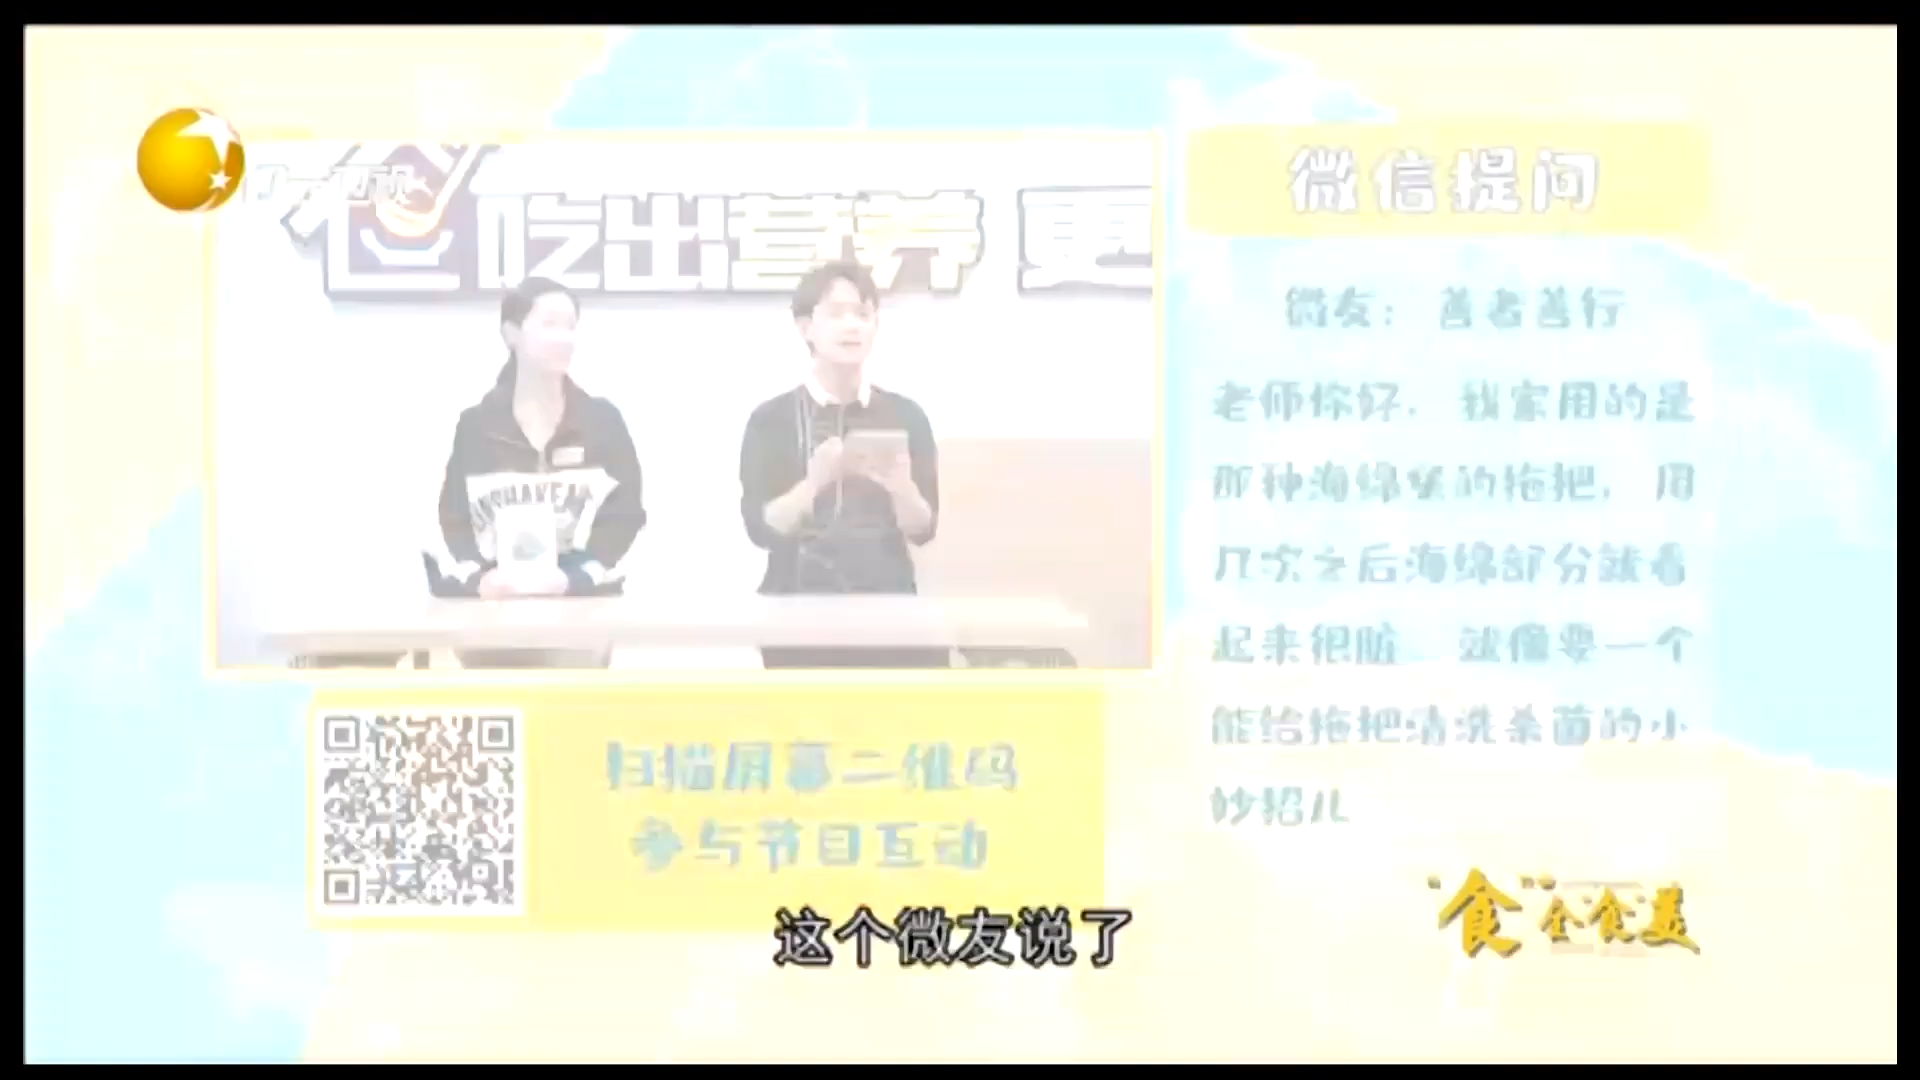 吃出营养 更
微信提问
微友：善者善行
老师你好，我家用的是
那种海绵的拖把，用
几次之后海绵部分就看
起来很脏 就像要一个
能给拖把清洗杀菌的小
妙招儿
扫描屏幕二维码
参与节目互动
这个微友说了
"食"全食美